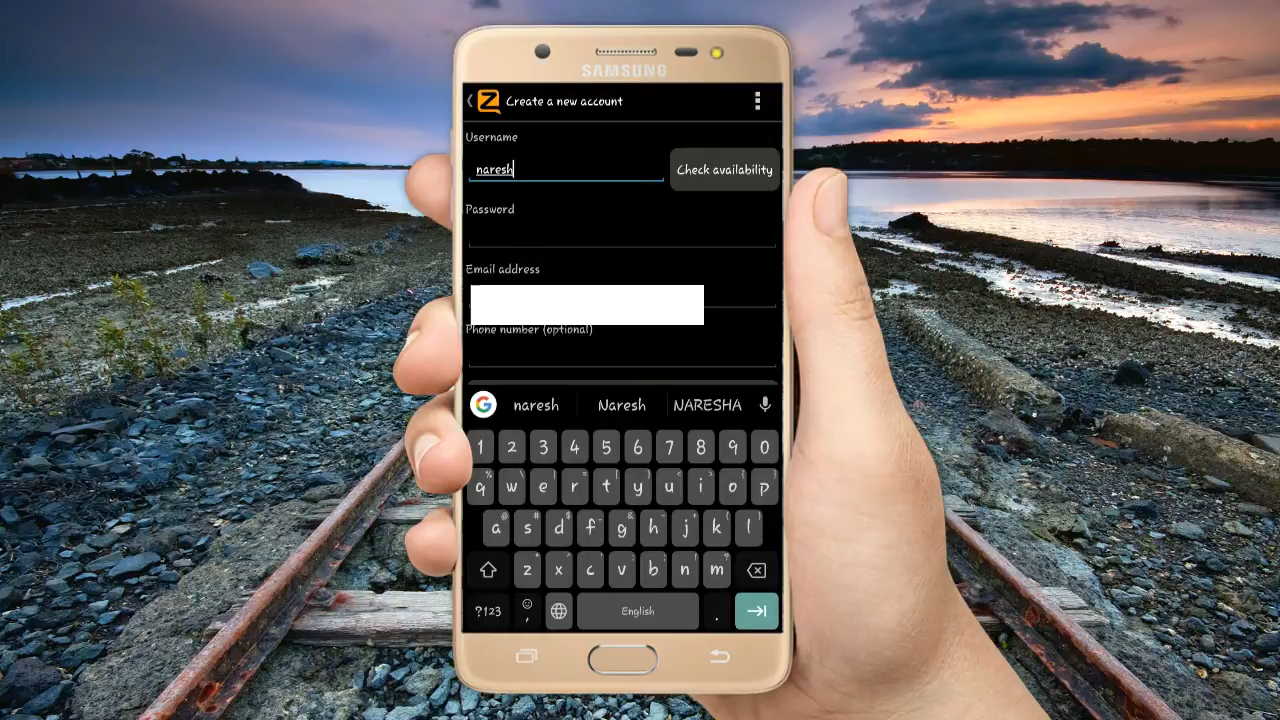 SAMSUNG
Create a new account
Username
naresh
Check availability
Password
Email address
Phone number (optional)
naresh Naresh NARESHA
1 2 3 4 5 6 7 8 9 0
q w e r t y u i o p
a s d f g h j k l
z x c v b n m
?123 , English .